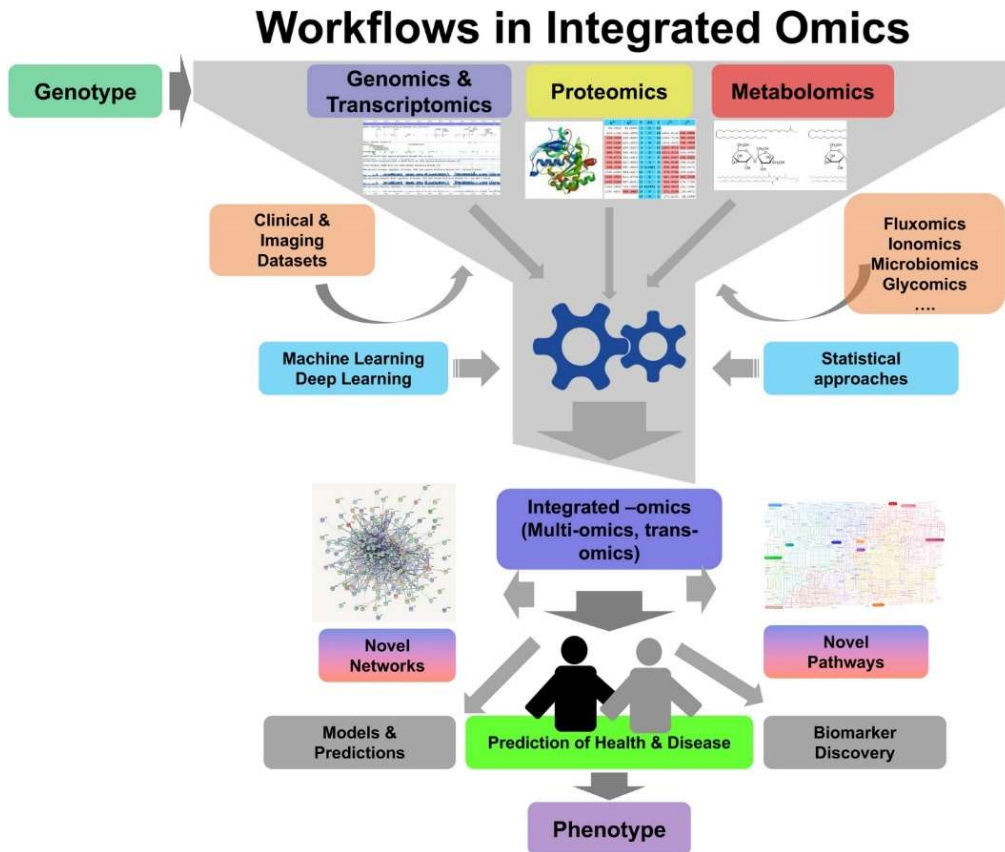 Workflows in Integrated Omics
Genotype
Genomics &
Transcriptomics
Proteomics
Metabolomics
Clinical &
Imaging
Datasets
Fluxomics
Ionomics
Microbiomics
Glycomics
....
Machine Learning
Deep Learning
Statistical
approaches
Integrated –omics
(Multi-omics, trans-
omics)
Novel
Networks
Novel
Pathways
Models &
Predictions
Prediction of Health & Disease
Biomarker
Discovery
Phenotype